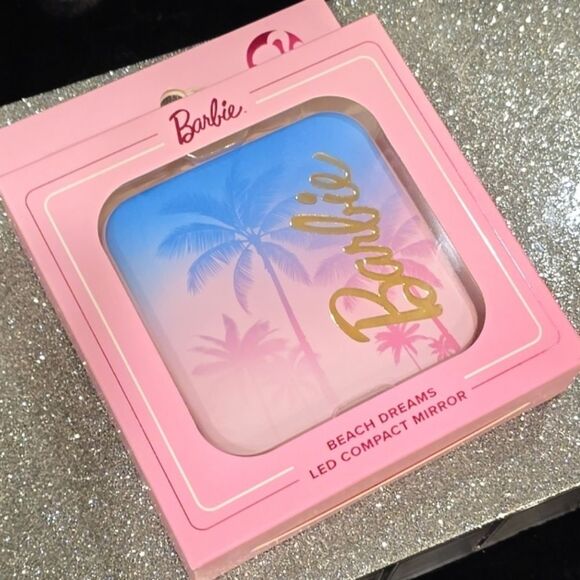 Barbie
Barbie
BEACH DREAMS
LED COMPACT MIRROR